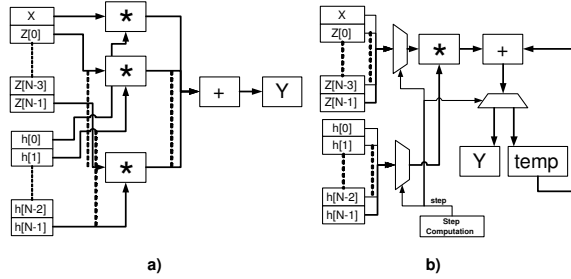 X
Z[0]
Z[N-3]
Z[N-1]
h[0]
h[1]
h[N-2]
h[N-1]
*
*
*
+
Y
a)
X
Z[0]
Z[N-3]
Z[N-1]
h[0]
h[1]
h[N-2]
h[N-1]
*
+
Y
temp
step
Step
Computation
b)